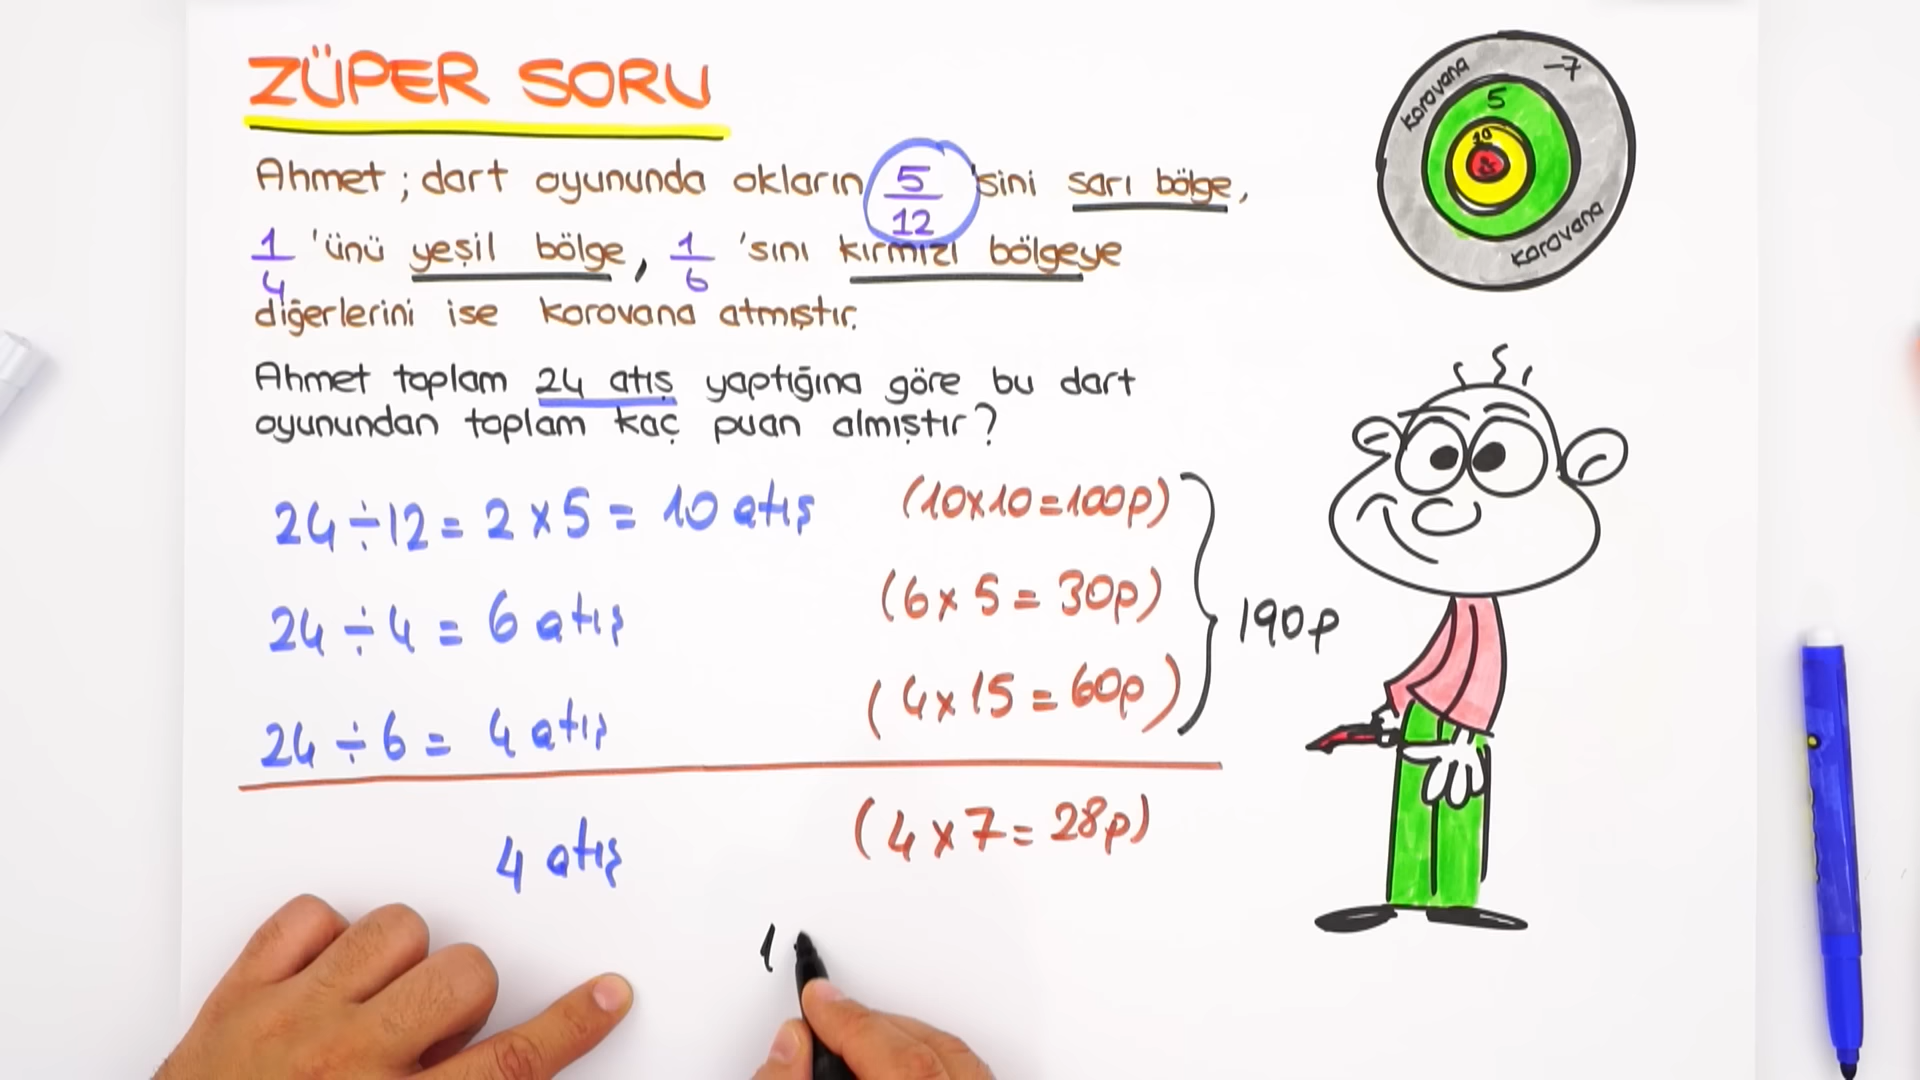 ZÜPER SORU
Ahmet; dart oyununda okların 5/12 'sini sarı bölge,
1/4 'ünü yeşil bölge, 1/6 'sını kırmızı bölgeye
diğerlerini ise korovana atmıştır.
Ahmet toplam 24 atış yaptığına göre bu dart
oyunundan toplam kaç puan almıştır?
24 ÷ 12 = 2 x 5 = 10 atış (10x10=100p)
24 ÷ 4 = 6 atış (6x5=30p)
190p
24 ÷ 6 = 4 atış (4x15=60p)
4 atış (4x7=28p)
1
korovana
-7
5
10
korovana